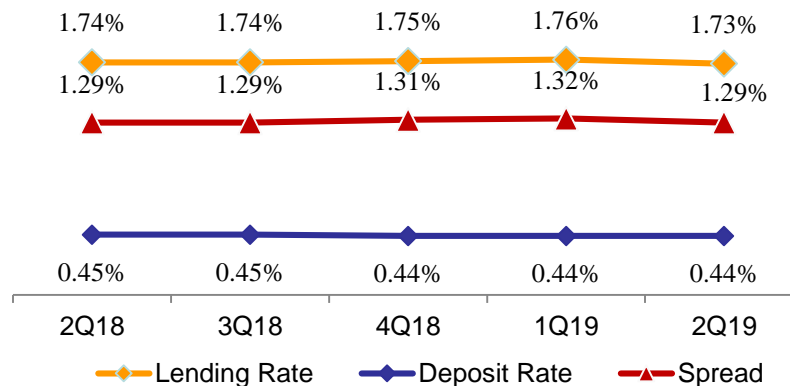 1.74% 1.74% 1.75% 1.76% 1.73%
1.29% 1.29% 1.31% 1.32% 1.29%
0.45% 0.45% 0.44% 0.44% 0.44%
2Q18 3Q18 4Q18 1Q19 2Q19
Lending Rate Deposit Rate Spread